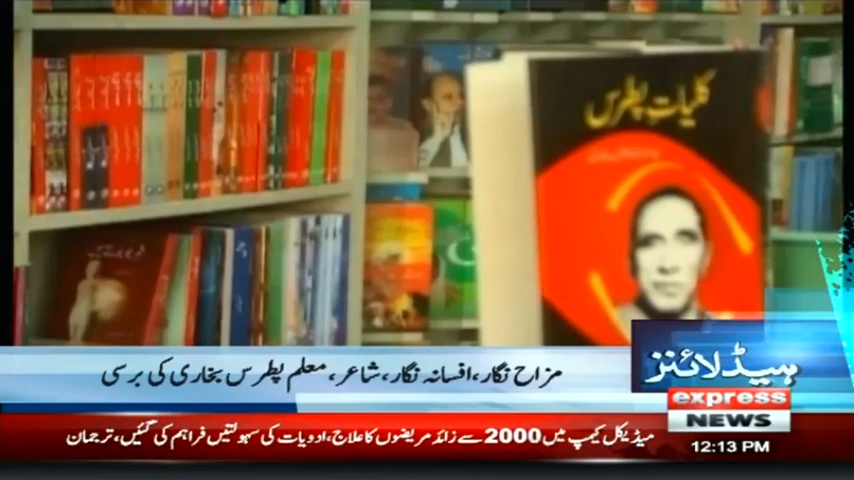 کلیات پطرس
ہیڈلائنز
مزاح نگار، افسانہ نگار، شاعر، معلم پطرس بخاری کی برسی
express
NEWS
میڈیکل کیمپ میں 2000 سے زائد مریضوں کا علاج، ادویات کی سہولتیں فراہم کی گئیں، ترجمان
12:13 PM